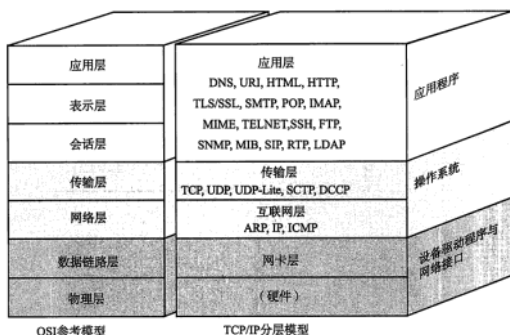 应用层
表示层
会话层
传输层
网络层
数据链路层
物理层
OSI参考模型
应用层
DNS, URI, HTML, HTTP,
TLS/SSL, SMTP, POP, IMAP,
MIME, TELNET,SSH, FTP,
SNMP, MIB, SIP, RTP, LDAP
传输层
TCP, UDP, UDP-Lite, SCTP, DCCP
互联网层
ARP, IP, ICMP
网卡层
(硬件)
TCP/IP分层模型
应用程序
操作系统
设备驱动程序与
网络接口